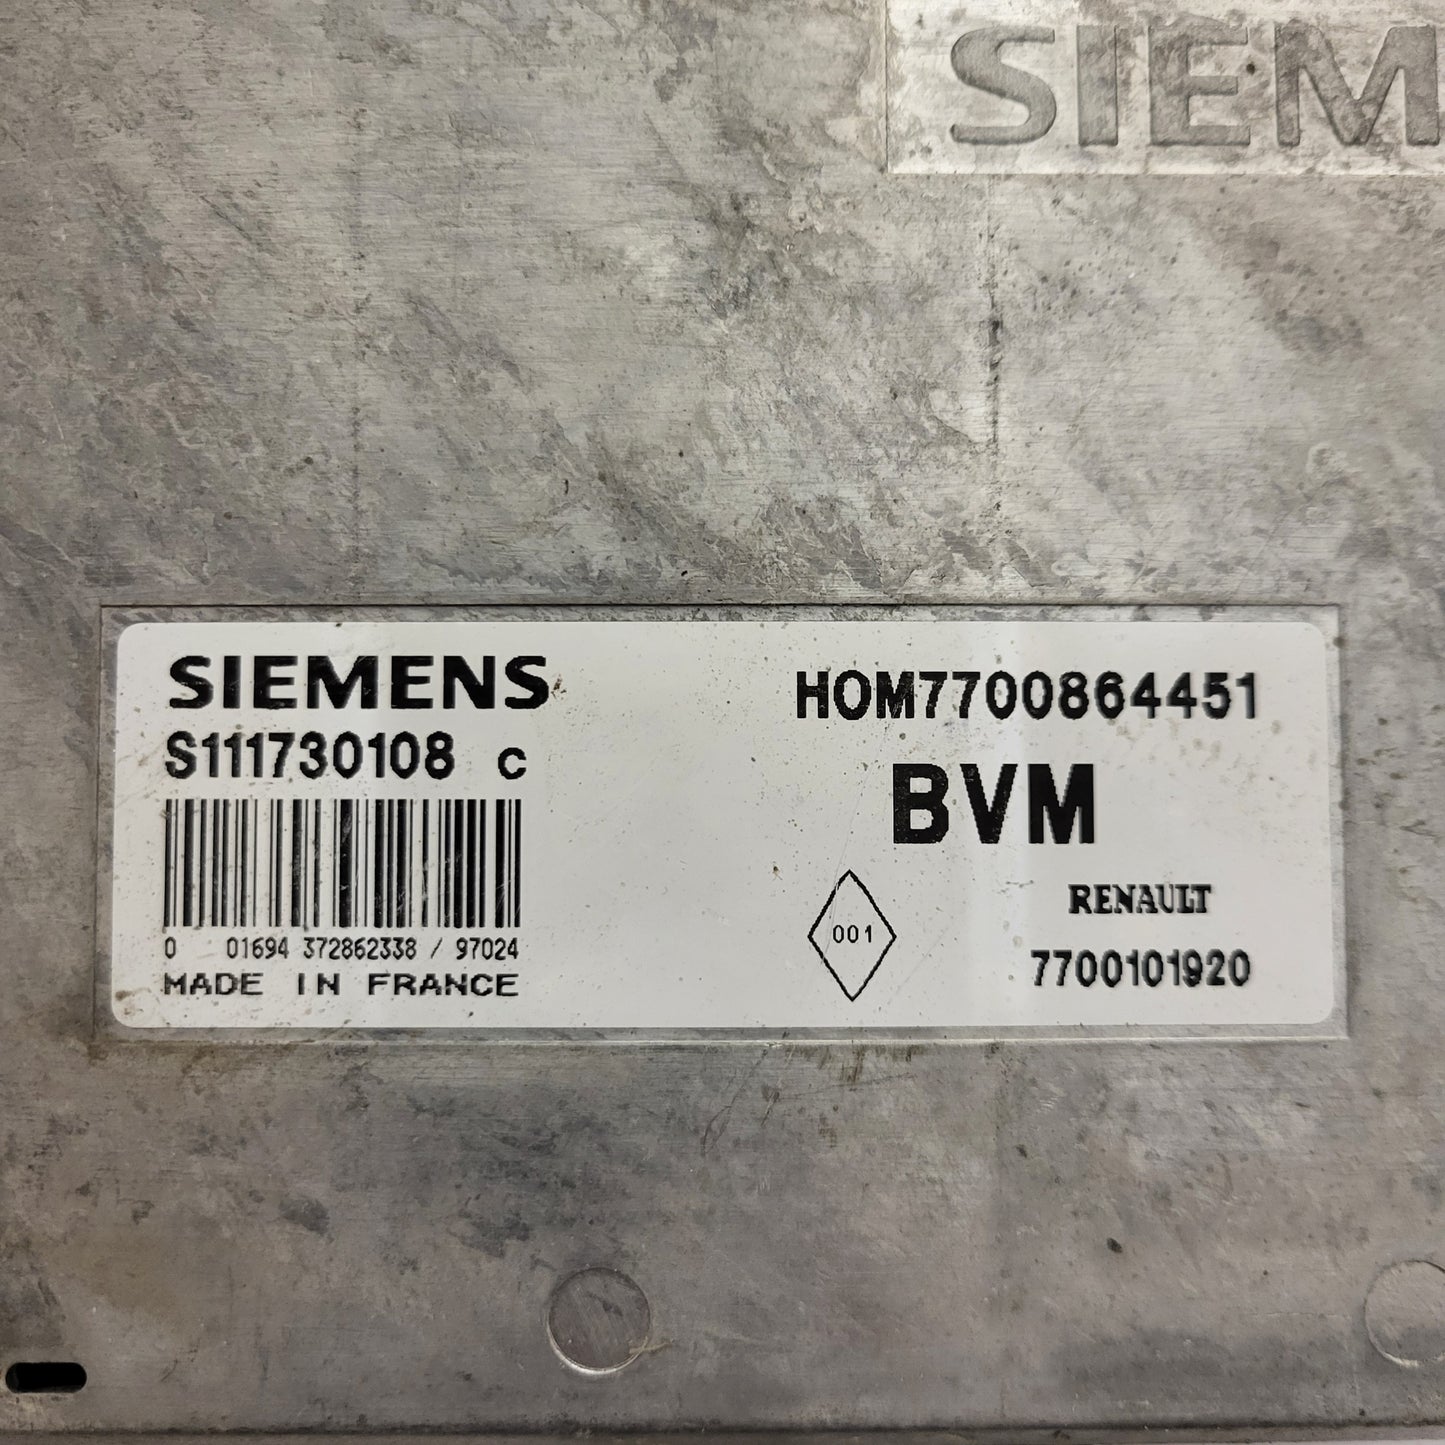 SIEM
SIEMENS
S111730108 C
0 01694 372862338 / 97024
MADE IN FRANCE
HOM7700864451
BVM
001
RENAULT
7700101920